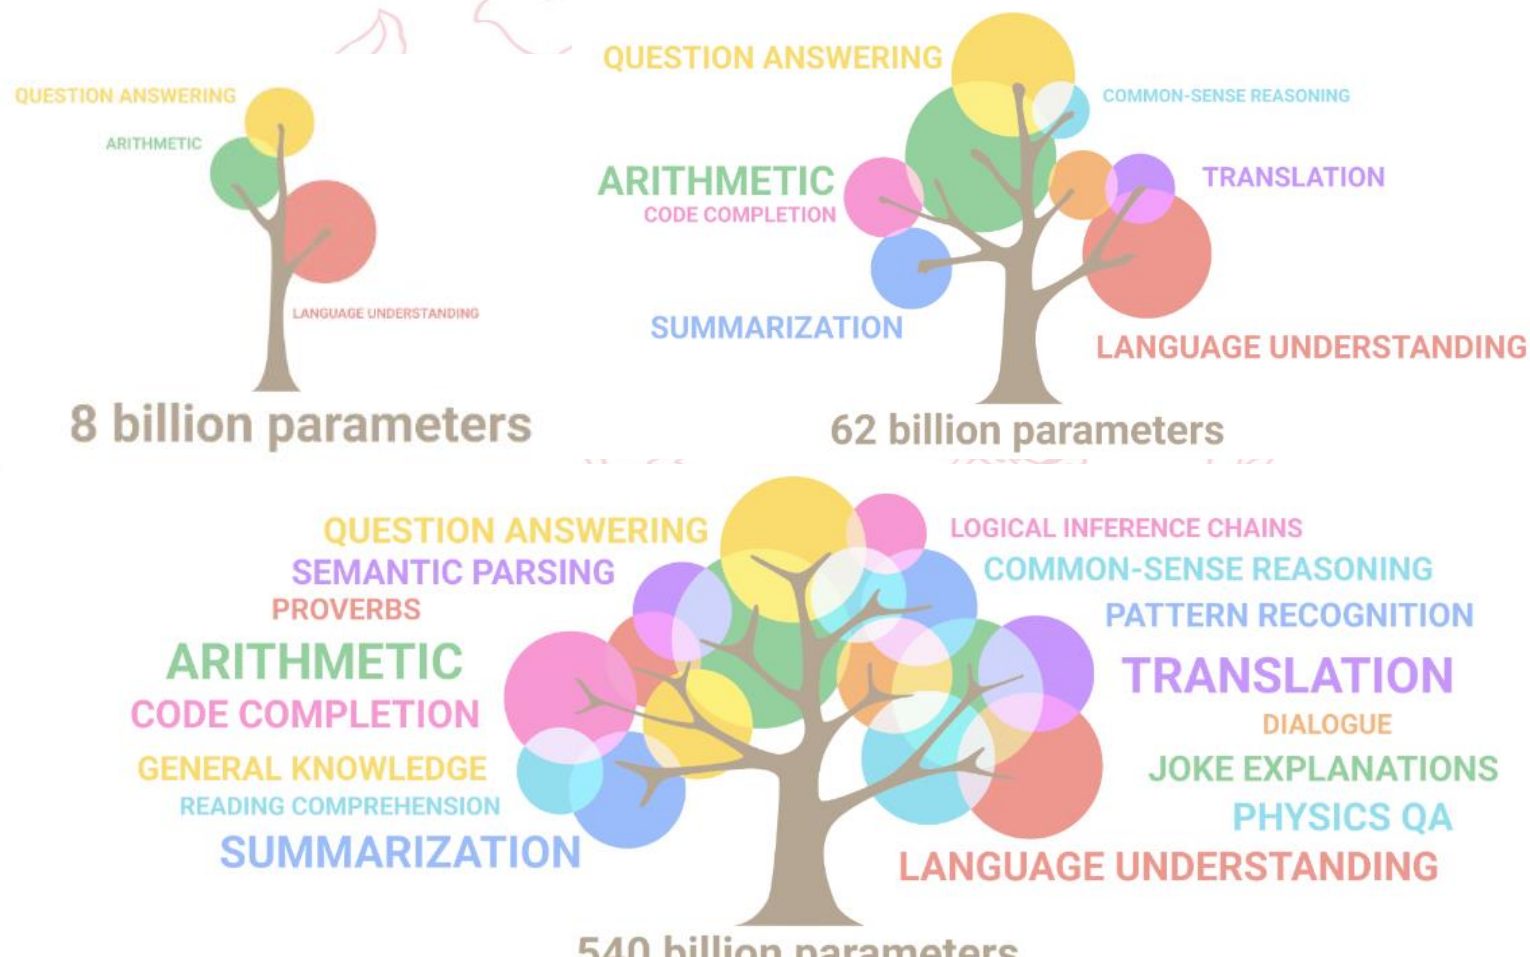 QUESTION ANSWERING
ARITHMETIC
LANGUAGE UNDERSTANDING
8 billion parameters
QUESTION ANSWERING
COMMON-SENSE REASONING
ARITHMETIC
TRANSLATION
CODE COMPLETION
SUMMARIZATION
LANGUAGE UNDERSTANDING
62 billion parameters
QUESTION ANSWERING
SEMANTIC PARSING
PROVERBS
ARITHMETIC
CODE COMPLETION
GENERAL KNOWLEDGE
READING COMPREHENSION
SUMMARIZATION
LOGICAL INFERENCE CHAINS
COMMON-SENSE REASONING
PATTERN RECOGNITION
TRANSLATION
DIALOGUE
JOKE EXPLANATIONS
PHYSICS QA
LANGUAGE UNDERSTANDING
540 billion parameters